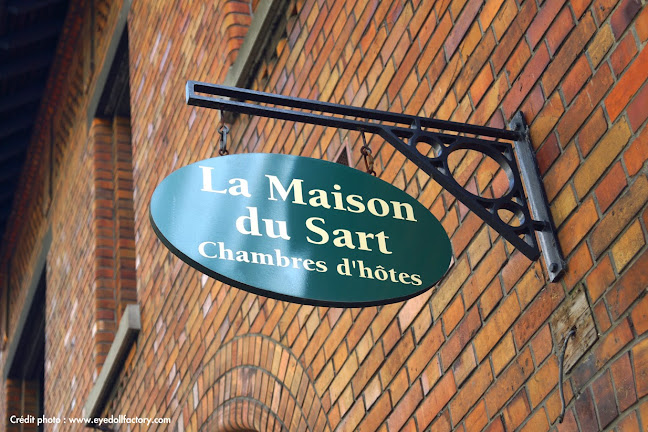 La Maison
du Sart
Chambres d'hôtes
Crédit photo : www.eyedollfactory.com